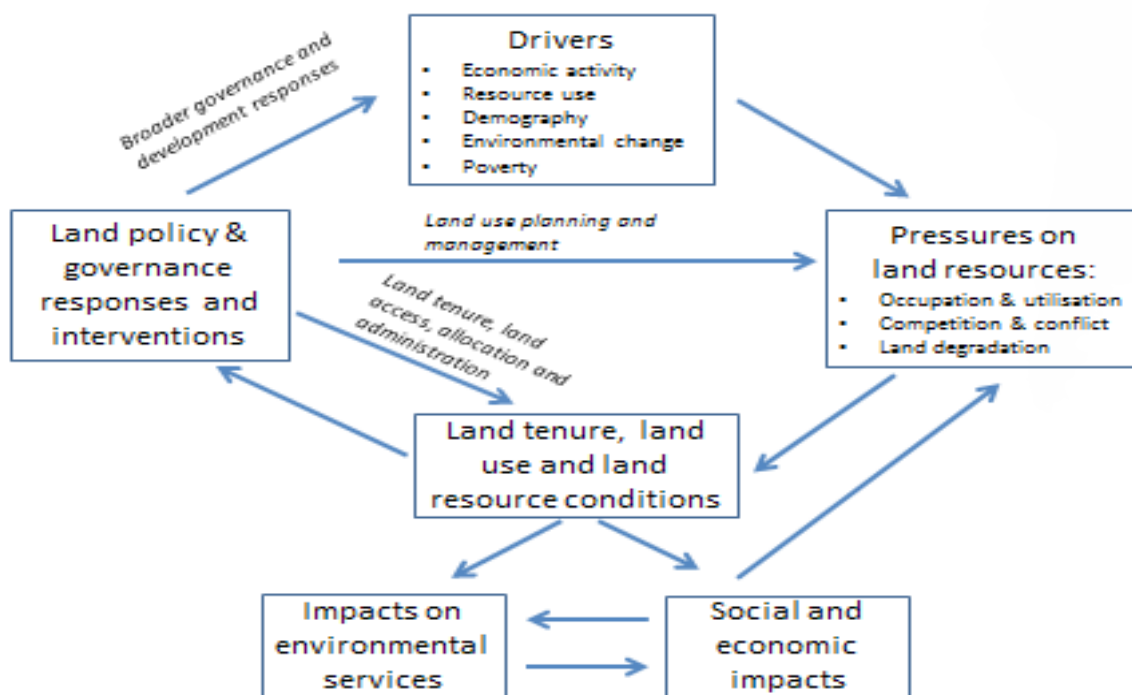 Drivers
• Economic activity
• Resource use
• Demography
• Environmental change
• Poverty
Broader governance and
development responses
Land policy &
governance
responses and
interventions
Land use planning and
management
Pressures on
land resources:
• Occupation & utilisation
• Competition & conflict
• Land degradation
Land tenure, land
access, allocation and
administration
Land tenure, land
use and land
resource conditions
Impacts on
environmental
services
Social and
economic
impacts